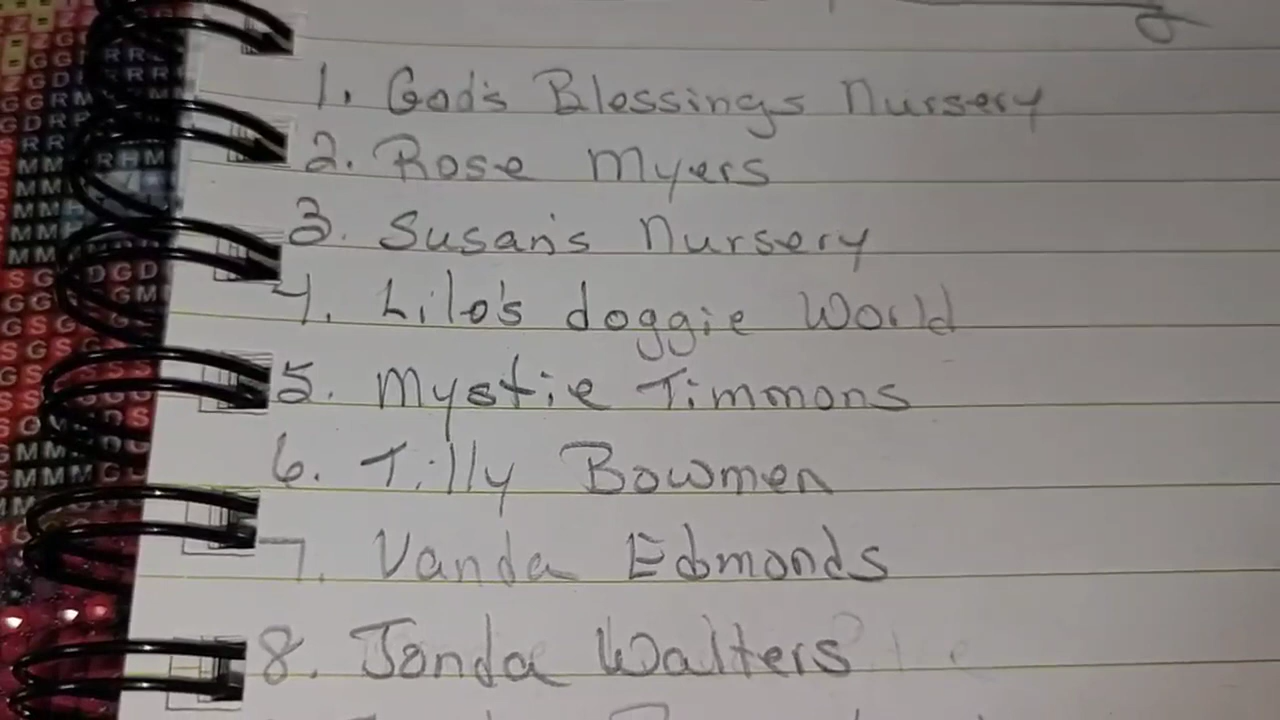 1. God's Blessings Nursery
2. Rose Myers
3. Susan's Nursery
4. Lilo's doggie World
5. Mystie Timmons
6. Tilly Bowmen
7. Vanda Edmonds
8. Jonda Walters